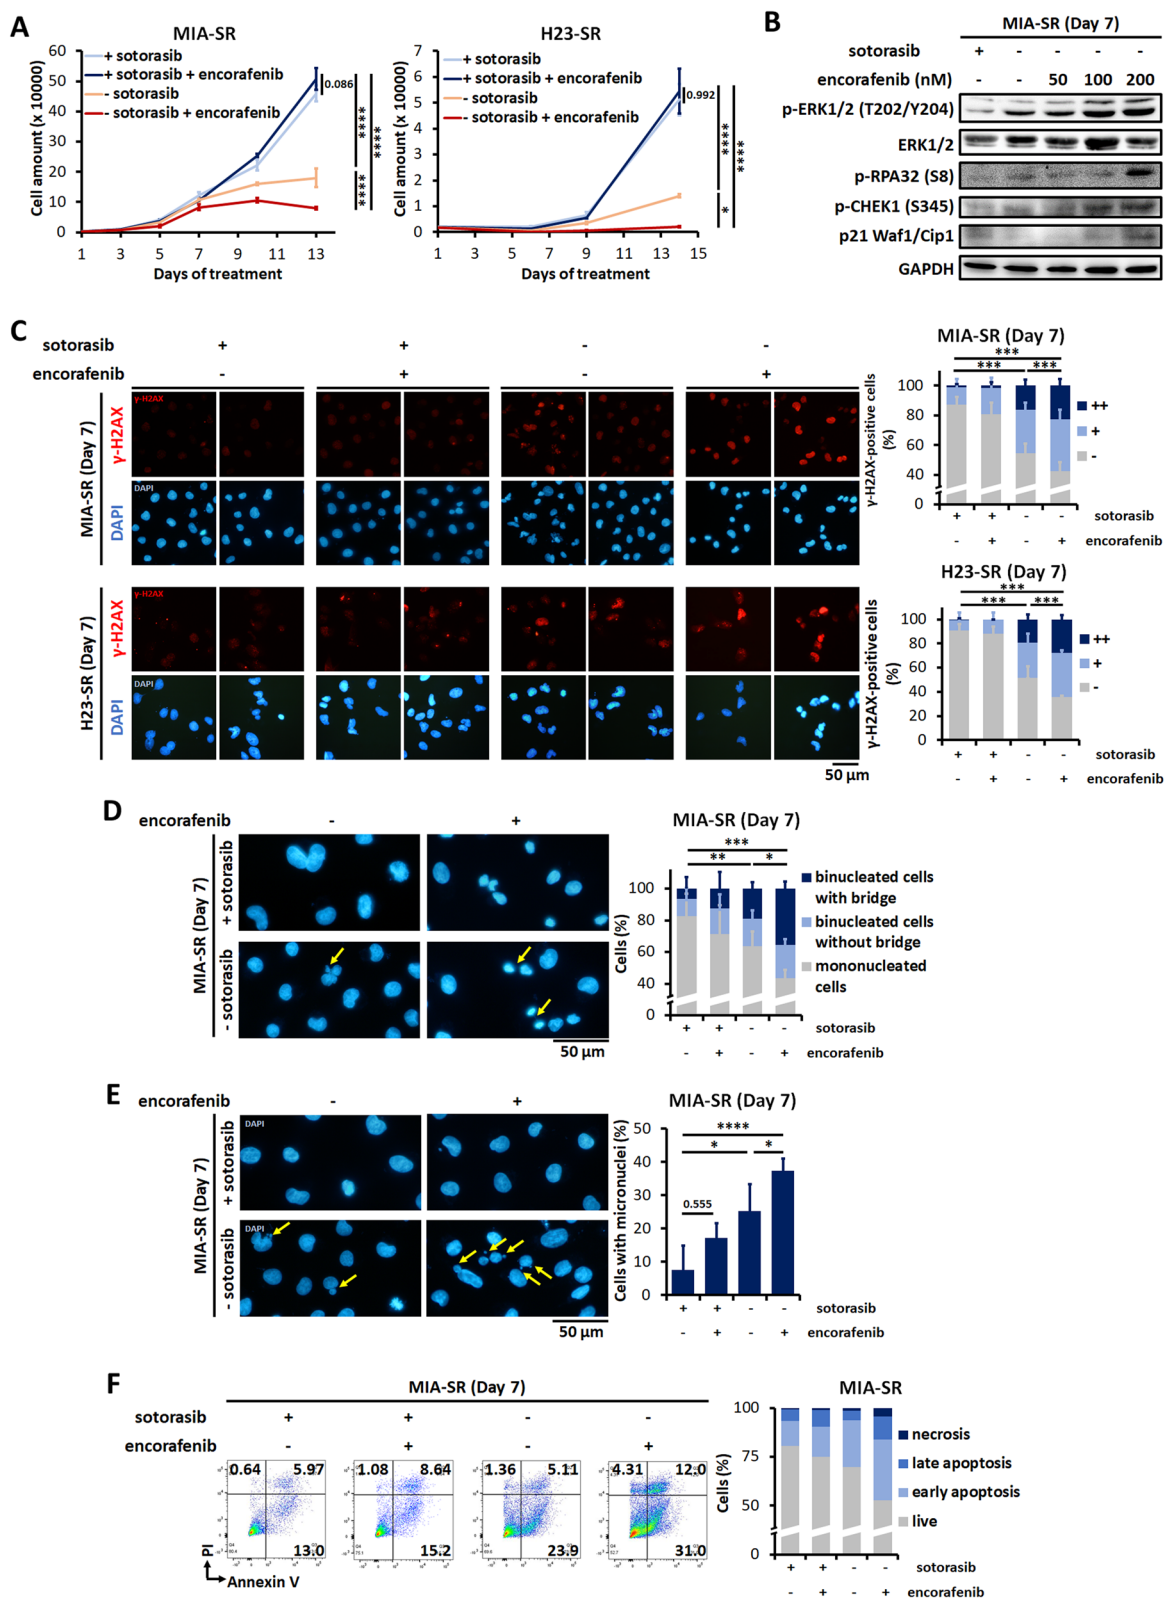 A
MIA-SR
Cell amount (x 10000)
60
50
40
30
20
10
0
+ sotorasib
+ sotorasib + encorafenib
- sotorasib
- sotorasib + encorafenib
0.086
****
****
****
1 3 5 7 9 11 13
Days of treatment
H23-SR
Cell amount (x 10000)
7
6
5
4
3
2
1
0
+ sotorasib
+ sotorasib + encorafenib
- sotorasib
- sotorasib + encorafenib
0.992
****
****
*
1 3 5 7 9 11 13 15
Days of treatment
B
MIA-SR (Day 7)
sotorasib + - - - -
encorafenib (nM) - - 50 100 200
p-ERK1/2 (T202/Y204)
ERK1/2
p-RPA32 (S8)
p-CHEK1 (S345)
p21 Waf1/Cip1
GAPDH
C
sotorasib + + - -
encorafenib - + - +
MIA-SR (Day 7)
γ-H2AX
γ-H2AX
DAPI
DAPI
H23-SR (Day 7)
γ-H2AX
γ-H2AX
DAPI
DAPI
50 μm
MIA-SR (Day 7)
***
*** ***
γ-H2AX-positive cells (%)
100
80
60
40
0
++
+
-
+ + - - sotorasib
- + - + encorafenib
H23-SR (Day 7)
***
*** ***
γ-H2AX-positive cells (%)
100
80
60
40
20
0
++
+
-
+ + - - sotorasib
- + - + encorafenib
D
encorafenib - +
MIA-SR (Day 7)
+ sotorasib
- sotorasib
50 μm
MIA-SR (Day 7)
***
** *
Cells (%)
100
80
60
40
0
binucleated cells
with bridge
binucleated cells
without bridge
mononucleated
cells
+ + - - sotorasib
- + - + encorafenib
E
encorafenib - +
MIA-SR (Day 7)
+ sotorasib
- sotorasib
DAPI
DAPI
50 μm
MIA-SR (Day 7)
Cells with micronuclei (%)
50
40
30
20
10
0
****
* *
0.555
+ + - - sotorasib
- + - + encorafenib
F
MIA-SR (Day 7)
sotorasib + + - -
encorafenib - + - +
0.64 5.97 1.08 8.64 1.36 5.11 4.31 12.0
13.0 15.2 23.9 31.0
PI
Annexin V
MIA-SR
Cells (%)
100
75
50
0
necrosis
late apoptosis
early apoptosis
live
+ + - - sotorasib
- + - + encorafenib